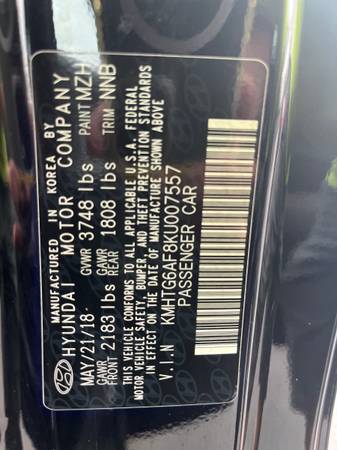 MANUFACTURED IN KOREA BY
HYUNDAI MOTOR COMPANY
MAY/21/18 GVWR 3748 lbs PAINT MZH
GAWR FRONT 2183 lbs GAWR REAR 1808 lbs TRIM NNB
THIS VEHICLE CONFORMS TO ALL APPLICABLE U.S.A. FEDERAL
MOTOR VEHICLE SAFETY, BUMPER, AND THEFT PREVENTION STANDARDS
IN EFFECT ON THE DATE OF MANUFACTURE SHOWN ABOVE
V.I.N KMHTG6AF8KU007557
PASSENGER CAR